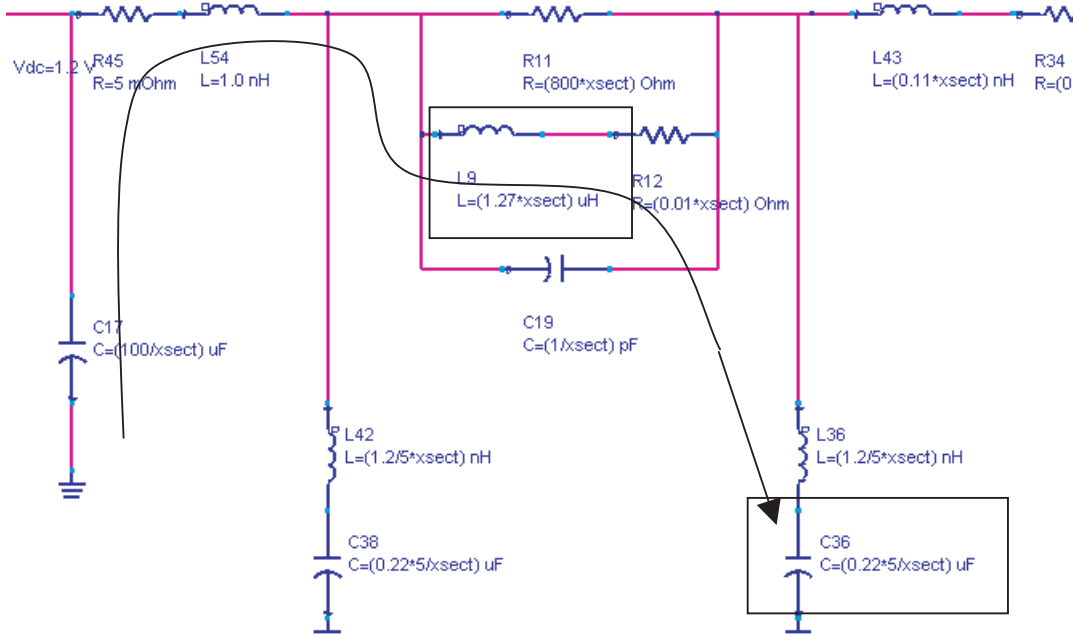 Vdc=1.2 V
R45
R=5 mOhm
L54
L=1.0 nH
R11
R=(800*xsect) Ohm
L43
L=(0.11*xsect) nH
R34
R=(0
L9
L=(1.27*xsect) uH
R12
R=(0.01*xsect) Ohm
C19
C=(1/xsect) pF
C17
C=(100/xsect) uF
L42
L=(1.2/5*xsect) nH
L36
L=(1.2/5*xsect) nH
C38
C=(0.22*5/xsect) uF
C36
C=(0.22*5/xsect) uF